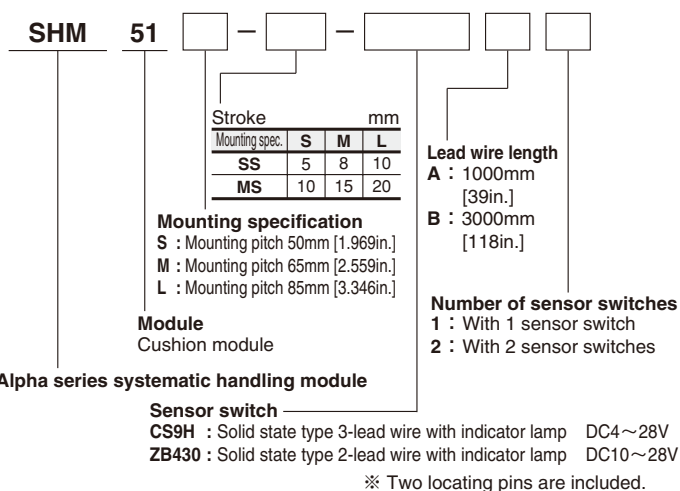 SHM 51 - -
Stroke mm
Mounting spec. S M L
SS 5 8 10
MS 10 15 20
Lead wire length
A : 1000mm
[39in.]
B : 3000mm
[118in.]
Mounting specification
S : Mounting pitch 50mm [1.969in.]
M : Mounting pitch 65mm [2.559in.]
L : Mounting pitch 85mm [3.346in.]
Number of sensor switches
1 : With 1 sensor switch
2 : With 2 sensor switches
Module
Cushion module
Alpha series systematic handling module
Sensor switch
CS9H : Solid state type 3-lead wire with indicator lamp DC4～28V
ZB430 : Solid state type 2-lead wire with indicator lamp DC10～28V
※ Two locating pins are included.